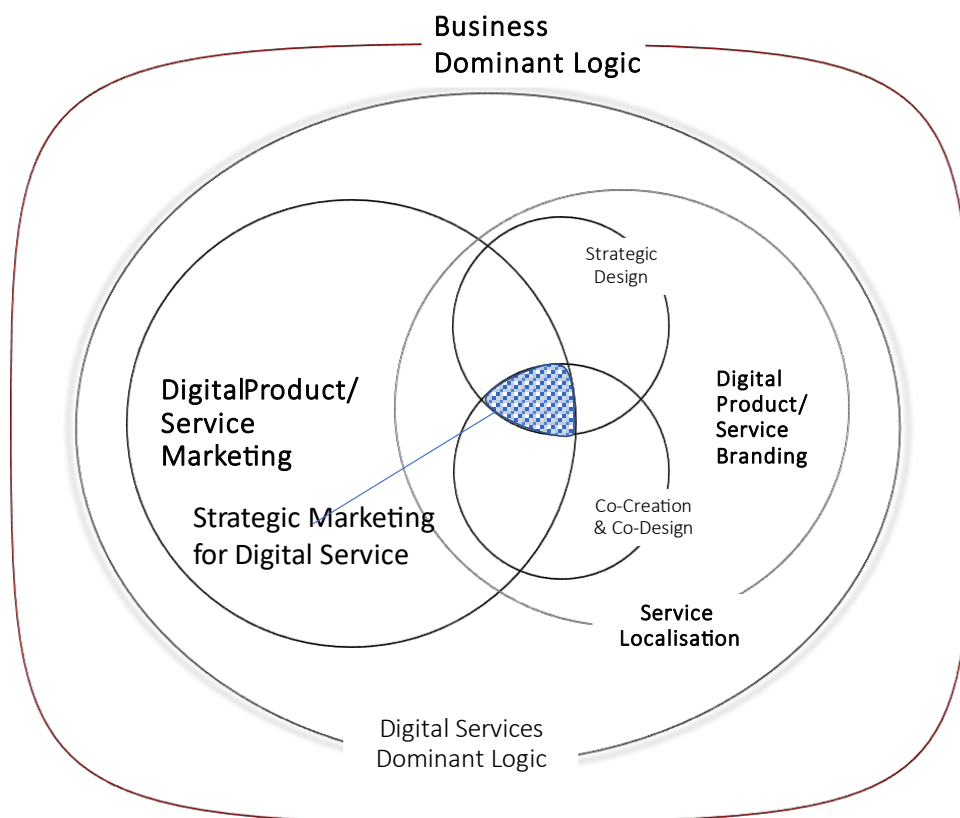 Business
Dominant Logic
Strategic
Design
DigitalProduct/
Service
Marketing
Digital
Product/
Service
Branding
Strategic Marketing
for Digital Service
Co-Creation
& Co-Design
Service
Localisation
Digital Services
Dominant Logic